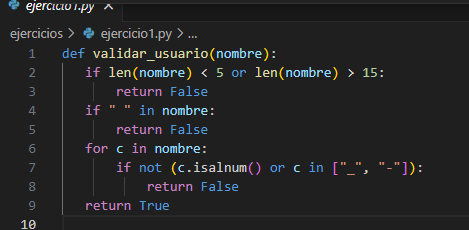 ejercicio1.py
ejercicios > ejercicio1.py > ...
1 def validar_usuario(nombre):
2     if len(nombre) < 5 or len(nombre) > 15:
3         return False
4     if " " in nombre:
5         return False
6     for c in nombre:
7         if not (c.isalnum() or c in ["_", "-"]):
8             return False
9     return True
10